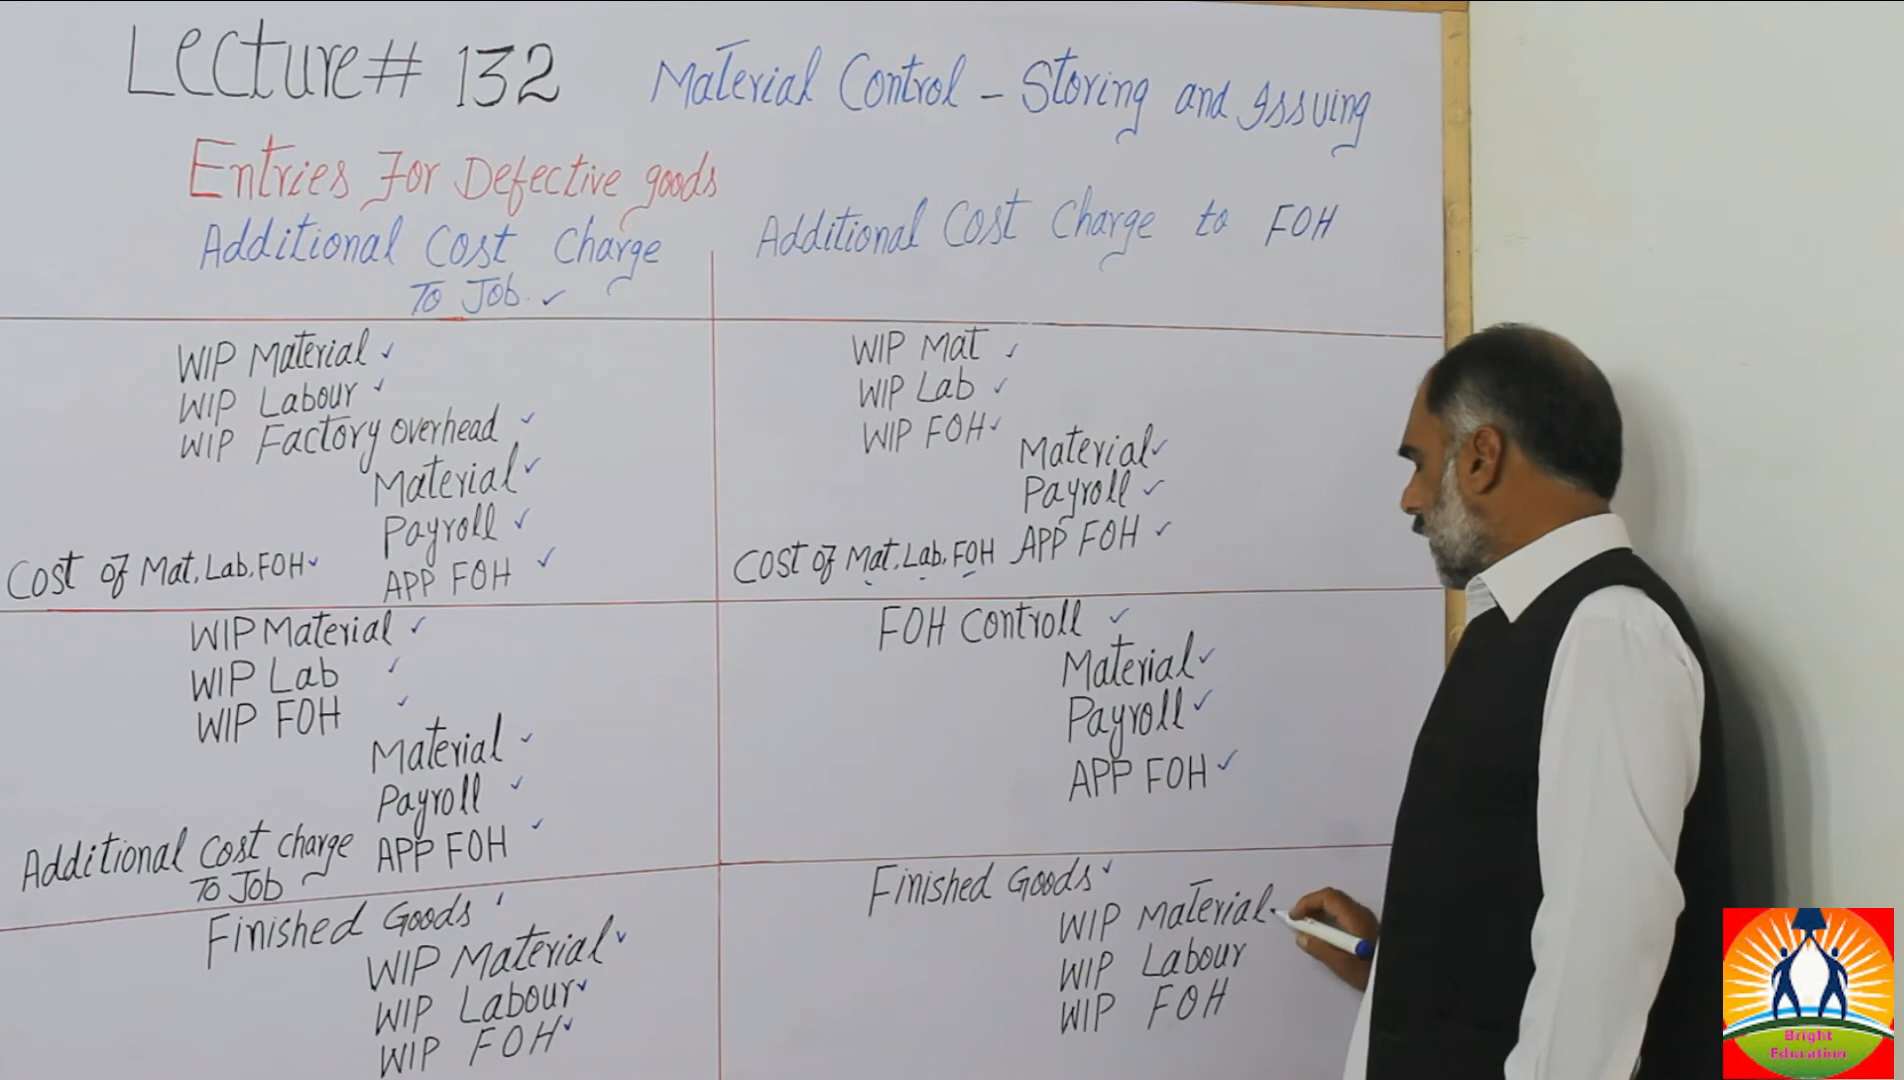 Lecture# 132
Material Control - Storing and Issuing
Entries For Defective goods
Additional Cost Charge
To Job.
Additional Cost Charge to FOH
WIP Material
WIP Labour
WIP Factory overhead
Material
Payroll
Cost of Mat, Lab, FOH
APP FOH
WIP Mat
WIP Lab
WIP FOH
Material
Payroll
Cost of Mat, Lab, FOH
APP FOH
WIP Material
WIP Lab
WIP FOH
Material
Payroll
Additional Cost charge
APP FOH
To Job
FOH Controll
Material
Payroll
APP FOH
Finished Goods
WIP Material
WIP Labour
WIP FOH
Finished Goods
WIP Material
WIP Labour
WIP FOH
Bright
Education